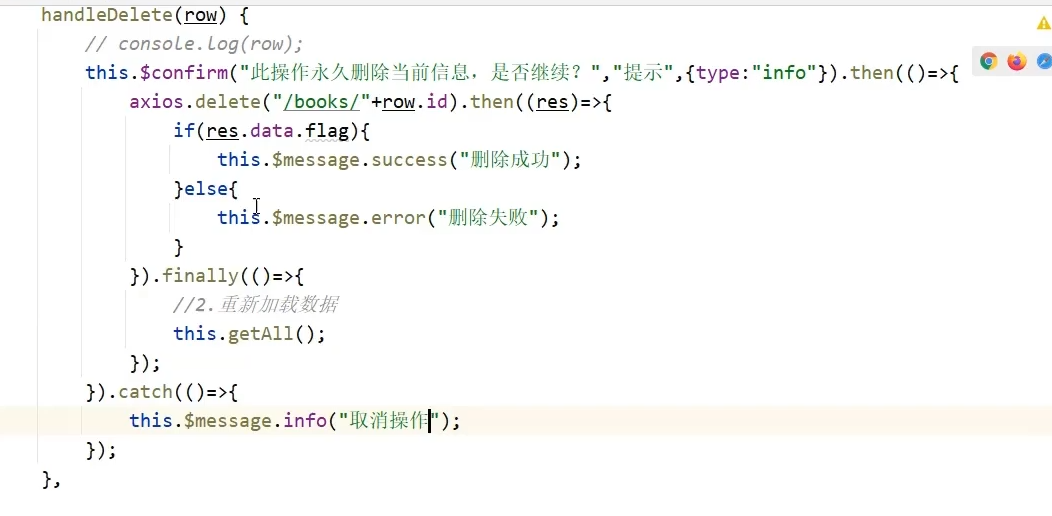 handleDelete(row) {
// console.log(row);
this.$confirm("此操作永久删除当前信息，是否继续？","提示",{type:"info"}).then(()=>{
axios.delete("/books/"+row.id).then((res)=>{
if(res.data.flag){
this.$message.success("删除成功");
}else{
this.$message.error("删除失败");
}
}).finally(()=>{
//2.重新加载数据
this.getAll();
});
}).catch(()=>{
this.$message.info("取消操作");
});
},